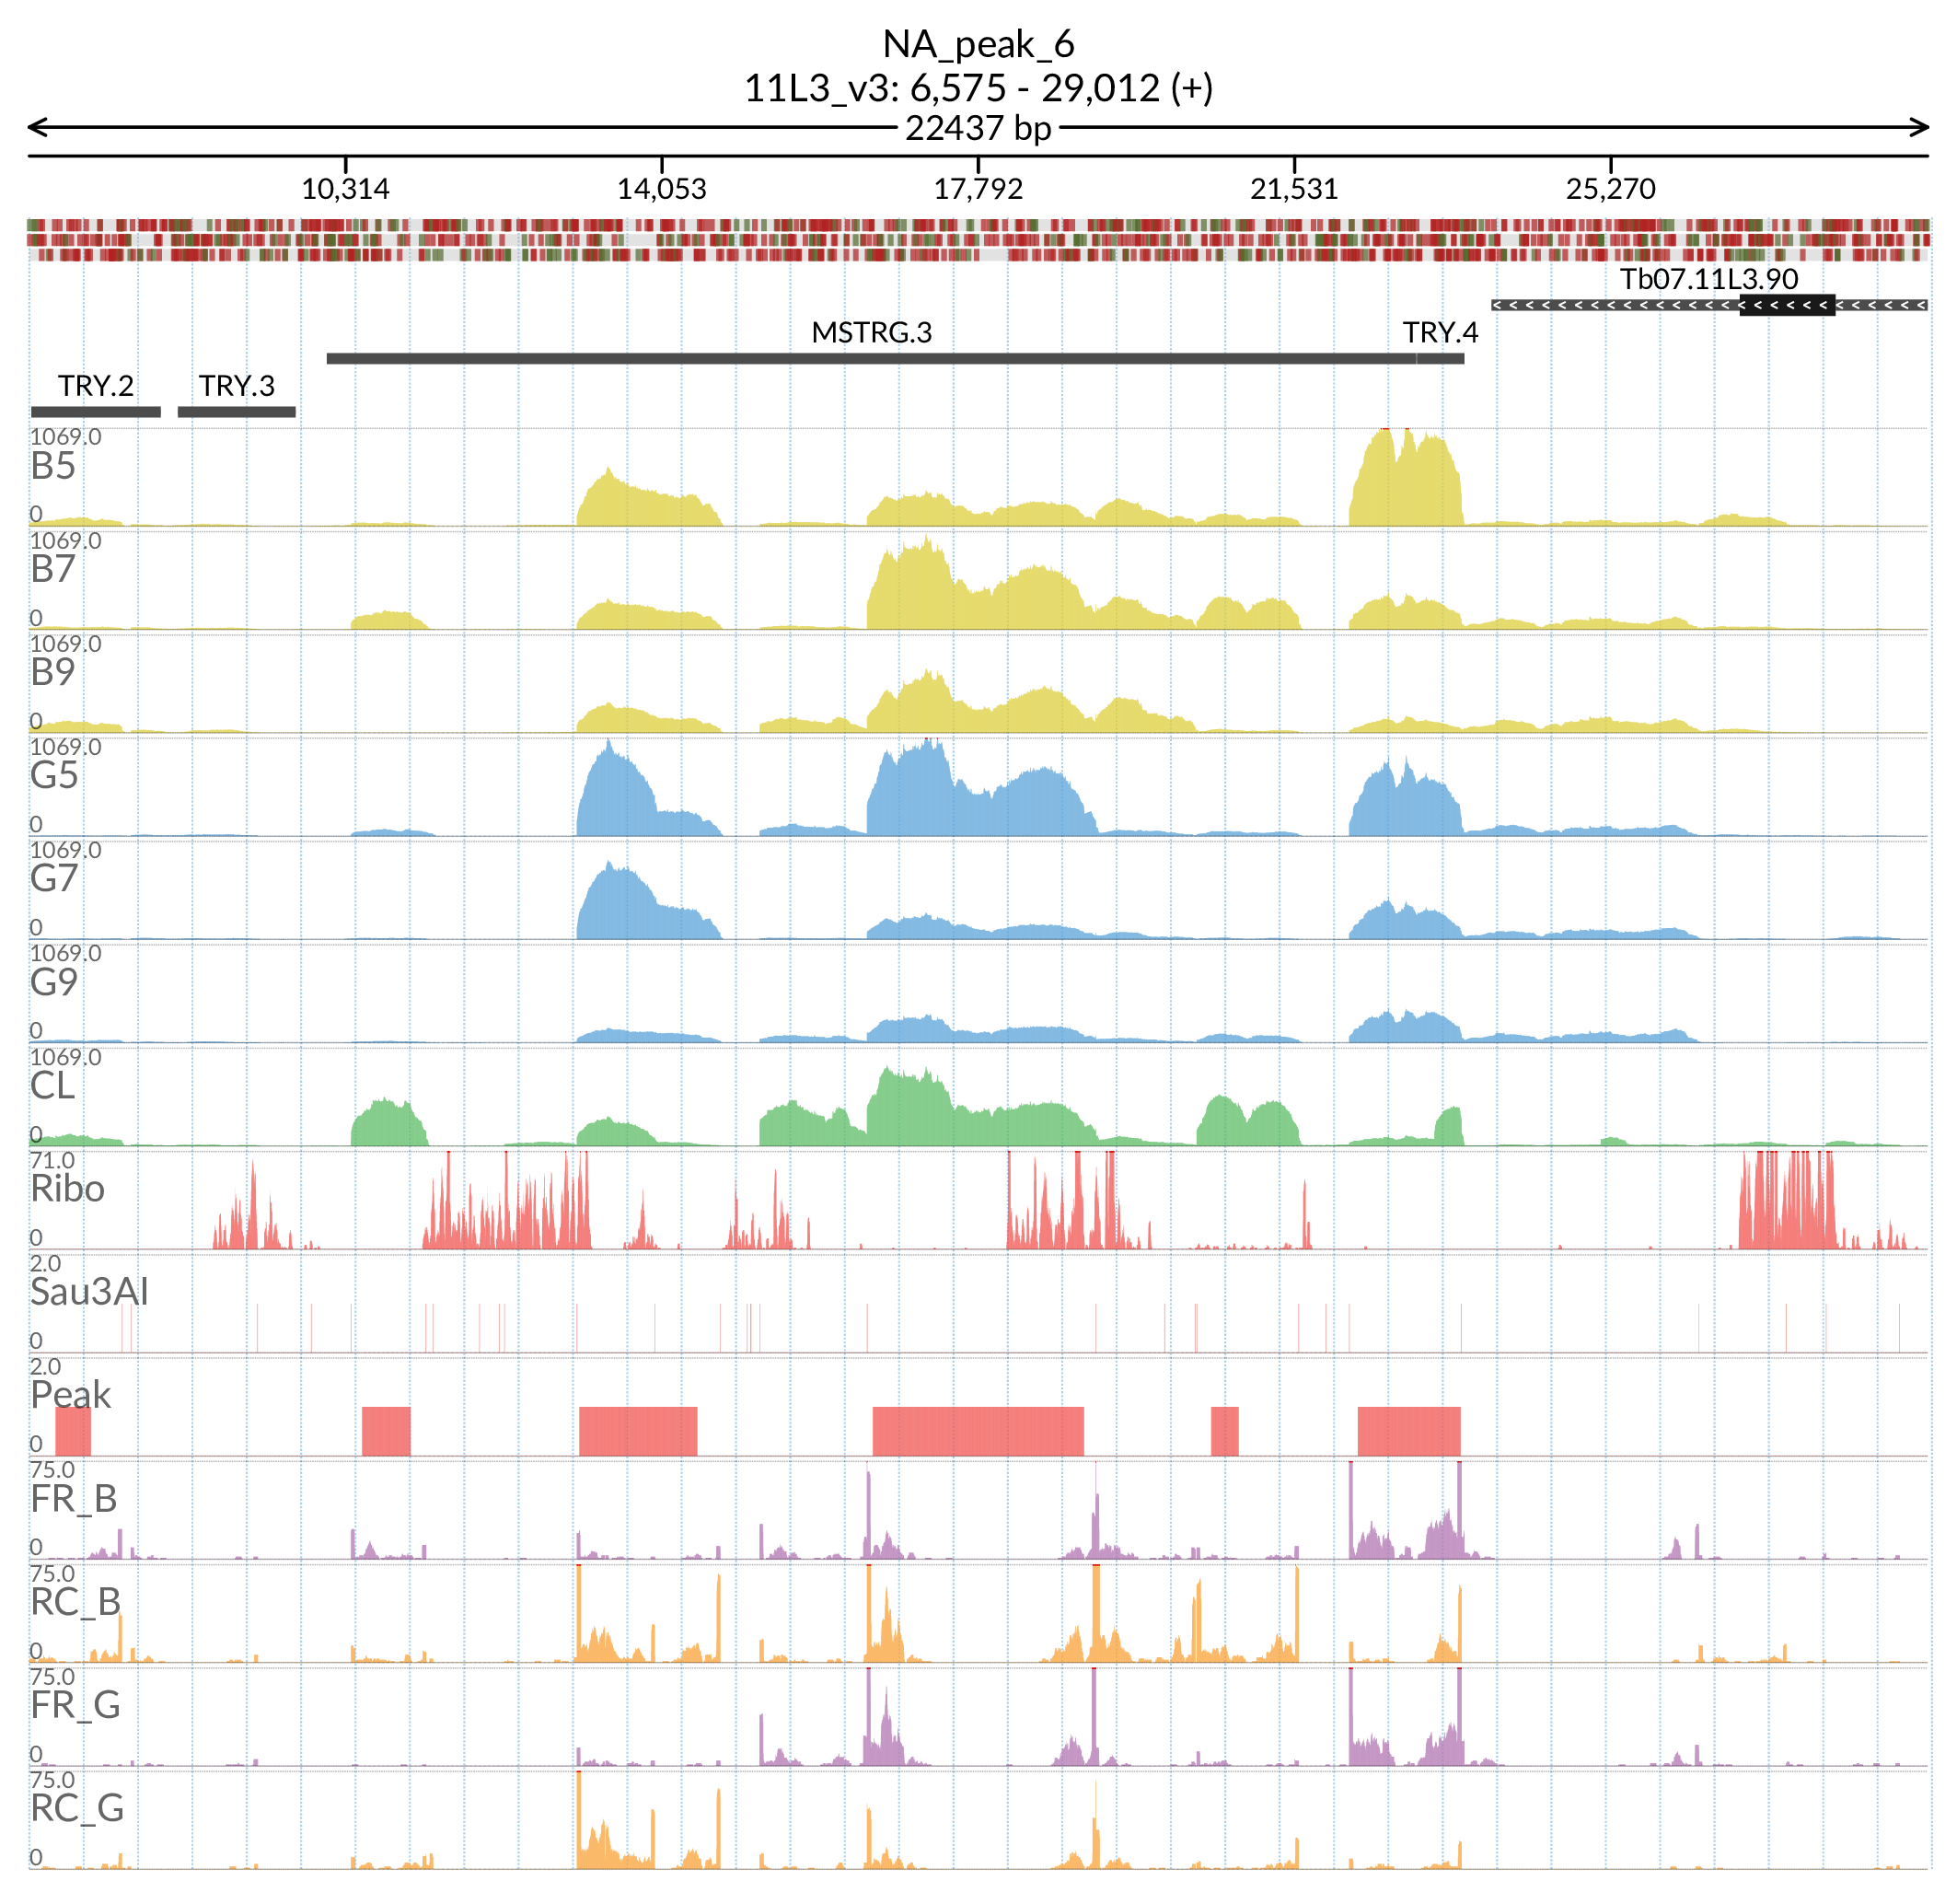 NA_peak_6
11L3_v3: 6,575 - 29,012 (+)
22437 bp
10,314 14,053 17,792 21,531 25,270
Tb07.11L3.90
MSTRG.3 TRY.4
TRY.2 TRY.3
1069.0
B5
0
1069.0
B7
0
1069.0
B9
0
1069.0
G5
0
1069.0
G7
0
1069.0
G9
0
1069.0
CL
0
71.0
Ribo
0
2.0
Sau3AI
0
2.0
Peak
0
75.0
FR_B
0
75.0
RC_B
0
75.0
FR_G
0
75.0
RC_G
0